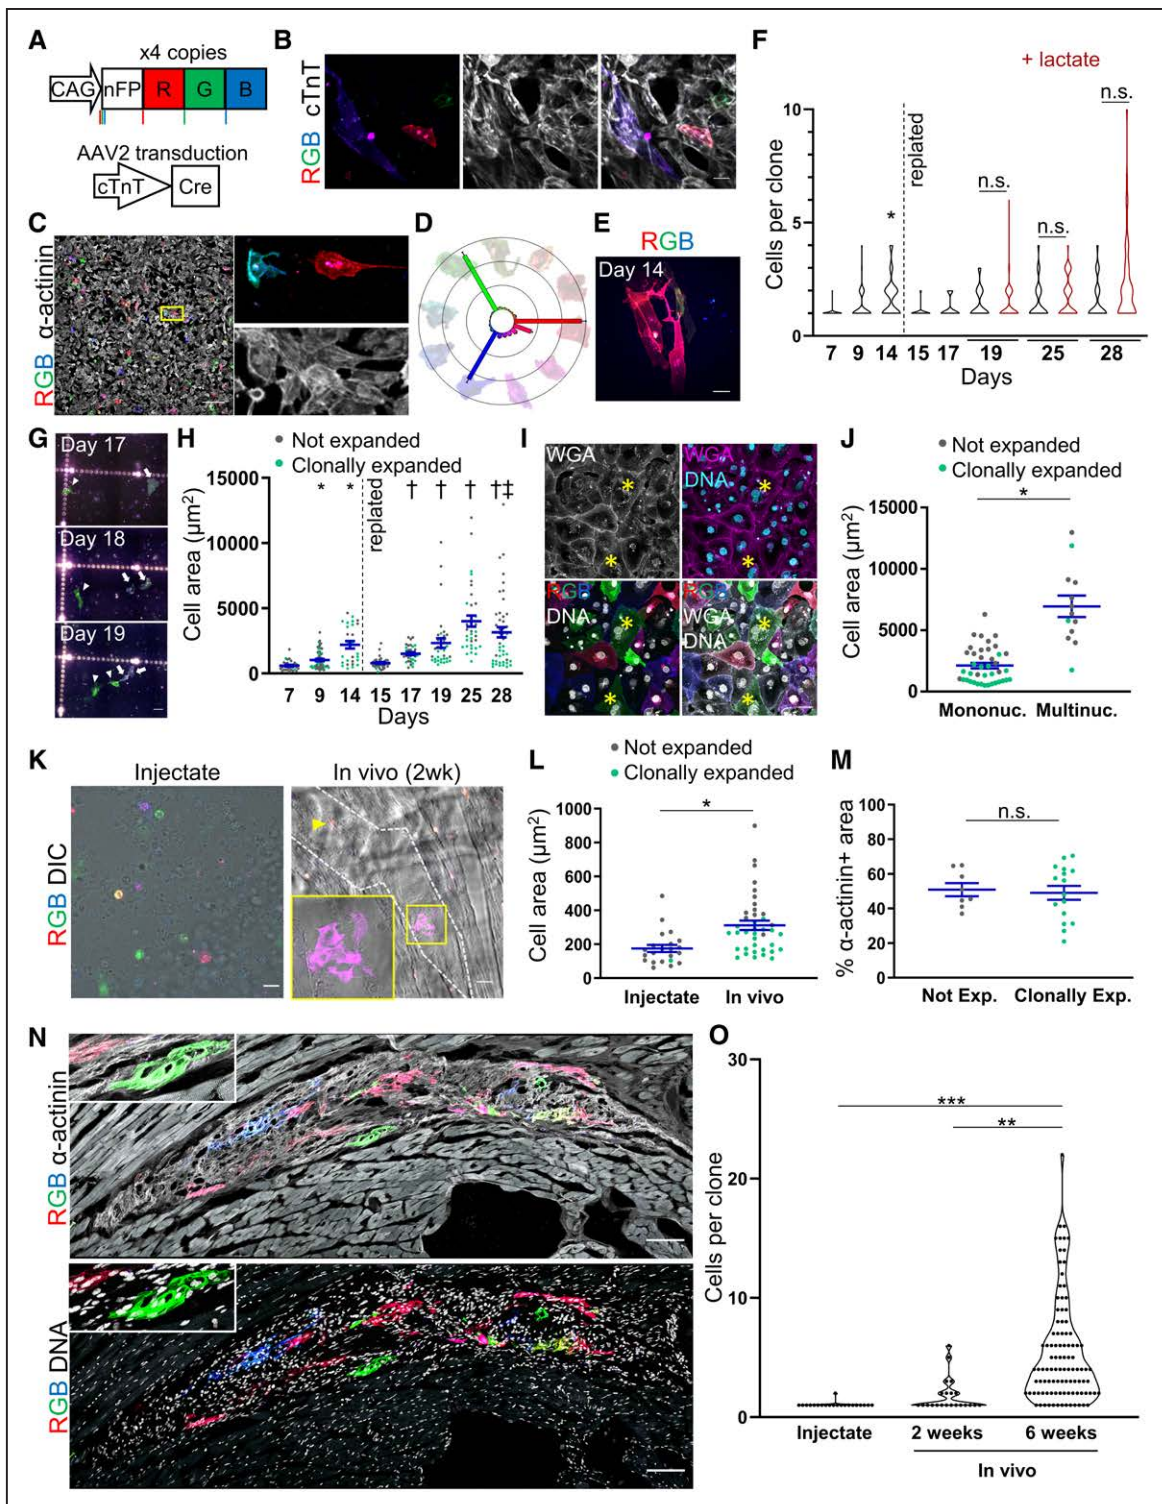 A
x4 copies
CAG nFP R G B
AAV2 transduction
cTnT Cre
B
RGB cTnT
C
RGB α-actinin
D
E
RGB
Day 14
F
+ lactate
n.s.
n.s.
n.s.
*
replated
Cells per clone
10
5
0
7 9 14 15 17 19 25 28
Days
G
Day 17
Day 18
Day 19
H
Not expanded
Clonally expanded
* * † † † †‡
replated
Cell area (µm²)
15000
10000
5000
0
7 9 14 15 17 19 25 28
Days
I
WGA
WGA
DNA
RGB
DNA
RGB
WGA
DNA
* * * * * * * *
J
Not expanded
Clonally expanded
*
Cell area (µm²)
15000
10000
5000
0
Mononuc. Multinuc.
K
Injectate
In vivo (2wk)
RGB DIC
L
Not expanded
Clonally expanded
*
Cell area (µm²)
1000
800
600
400
200
0
Injectate In vivo
M
n.s.
% α-actinin+ area
100
80
60
40
20
0
Not Exp. Clonally Exp.
N
RGB α-actinin
RGB DNA
O
***
**
Cells per clone
30
20
10
0
Injectate 2 weeks 6 weeks
In vivo